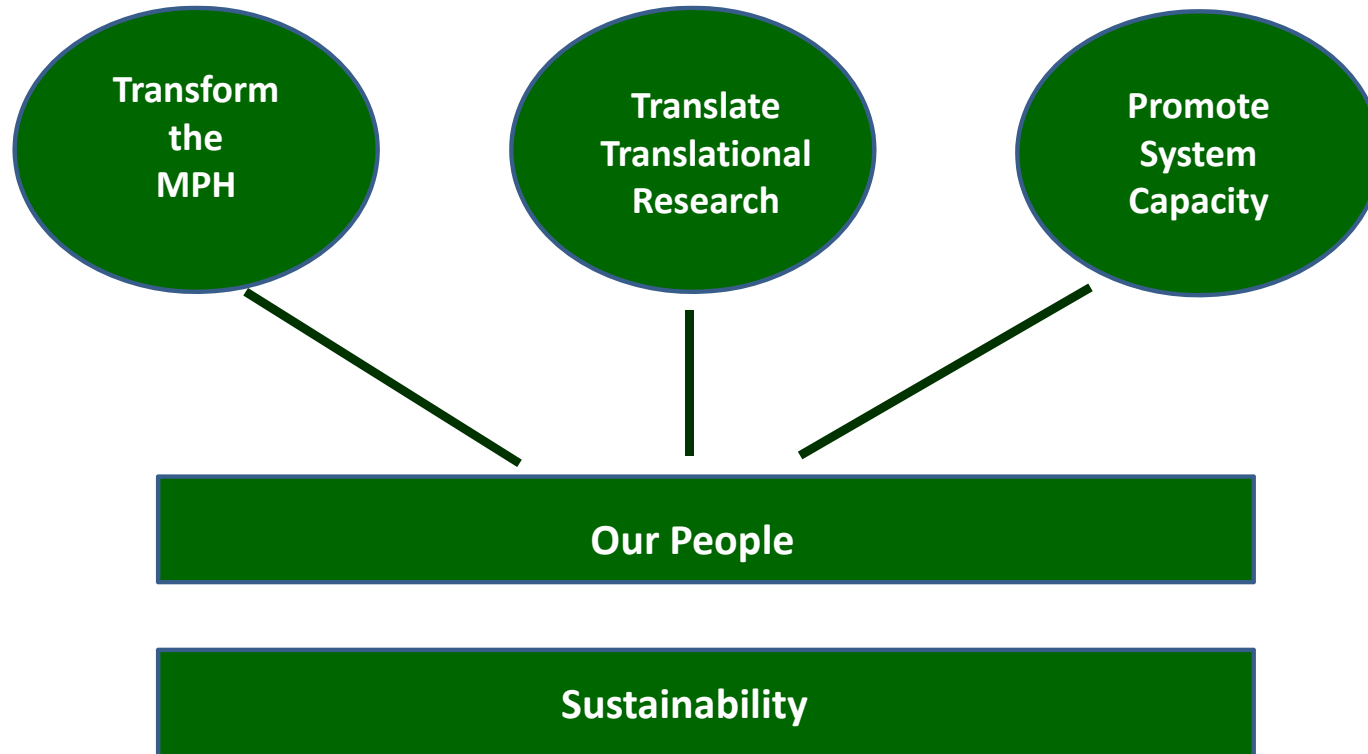 Transform
the
MPH
Translate
Translational
Research
Promote
System
Capacity
Our People
Sustainability